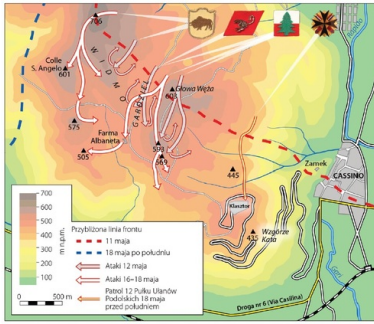 706
Colle
S. Angelo
601
WIDMO
GARDZIEL
Głowa Węża
603
575
Farma
Albaneta
505
593
569
445
Zamek
CASSINO
Klasztor
Wzgórze
Kata
435
Droga nr 6 (Via Casilina)
700
600
500
400
300
200
100
m n.p.m.
0 500 m
Przybliżona linia frontu
11 maja
18 maja po południu
Ataki 12 maja
Ataki 16–18 maja
Patrol 12 Pułku Ułanów
Podolskich 18 maja
przed południem